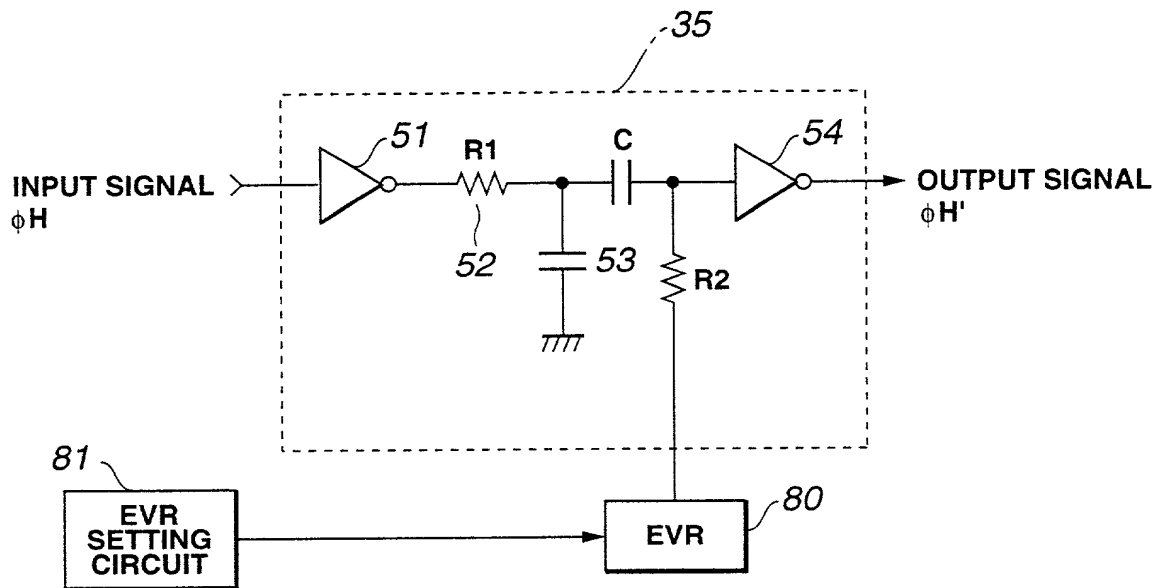 35
51
R1
C
54
INPUT SIGNAL
φH
OUTPUT SIGNAL
φH'
52
53
R2
81
EVR
SETTING
CIRCUIT
80
EVR